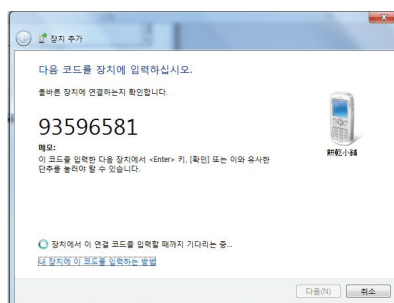 장치 추가
다음 코드를 장치에 입력하십시오.
올바른 장치에 연결하는지 확인합니다.
93596581
메모:
이 코드를 입력한 다음 장치에서 <Enter> 키, [확인] 또는 이와 유사한
단추를 눌러야 할 수 있습니다.
餅乾小鋪
장치에서 이 연결 코드를 입력할 때까지 기다리는 중...
내 장치에 이 코드를 입력하는 방법
다음(N)
취소